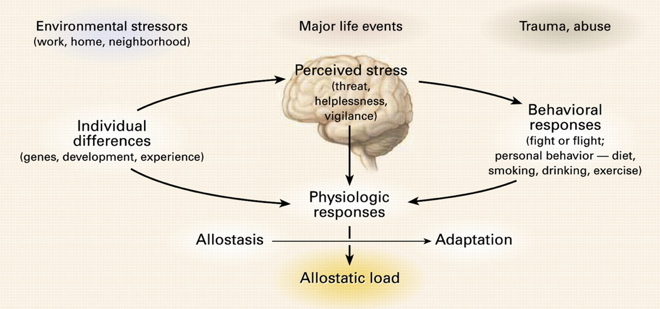 Environmental stressors
(work, home, neighborhood)
Major life events
Trauma, abuse
Perceived stress
(threat,
helplessness,
vigilance)
Individual
differences
(genes, development, experience)
Behavioral
responses
(fight or flight;
personal behavior — diet,
smoking, drinking, exercise)
Physiologic
responses
Allostasis
Adaptation
Allostatic load